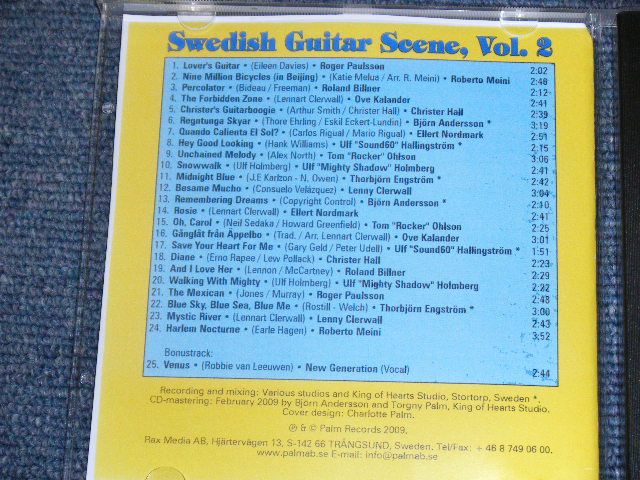 Swedish Guitar Scene, Vol. 2
1. Lover's Guitar • (Eileen Davies) • Roger Paulsson 2:02
2. Nine Million Bicycles (in Beijing) • (Katie Melua / Arr. R. Meini) • Roberto Meini 2:48
3. Percolator • (Bideau / Freeman) • Roland Billner 2:12
4. The Forbidden Zone • (Lennart Clerwall) • Ove Kalander 2:41
5. Christer's Guitarboogie • (Arthur Smith / Christer Hall) • Christer Hall 2:39
6. Regntunga Skyar • (Thore Ehrling / Eskil Eckert-Lundin) • Björn Andersson * 3:19
7. Quando Calienta El Sol? • (Carlos Rigual / Mario Rigual) • Ellert Nordmark 2:51
8. Hey Good Looking • (Hank Williams) • Ulf "Sound60" Hallingström * 2:15
9. Unchained Melody • (Alex North) • Tom "Rocker" Ohlson 3:06
10. Snowwalk • (Ulf Holmberg) • Ulf "Mighty Shadow" Holmberg 2:41
11. Midnight Blue • (J.E Karlzon - N. Owen) • Thorbjörn Engström * 2:42
12. Besame Mucho • (Consuelo Velázquez) • Lenny Clerwall 3:04
13. Remembering Dreams • (Copyright Control) • Björn Andersson * 2:10
14. Rosie • (Lennart Clerwall) • Ellert Nordmark 2:41
15. Oh, Carol • (Neil Sedaka / Howard Greenfield) • Tom "Rocker" Ohlson 2:25
16. Gånglåt från Äppelbo • (Trad. / Arr. Lennart Clerwall) • Ove Kalander 3:01
17. Save Your Heart For Me • (Gary Geld / Peter Udell) • Ulf "Sound60" Hallingström * 1:51
18. Diane • (Erno Rapee / Lew Pollack) • Christer Hall 2:23
19. And I Love Her • (Lennon / McCartney) • Roland Billner 2:29
20. Walking With Mighty • (Ulf Holmberg) • Ulf "Mighty Shadow" Holmberg 2:22
21. The Mexican • (Jones / Murray) • Roger Paulsson 2:48
22. Blue Sky, Blue Sea, Blue Me • (Rostill - Welch) • Thorbjörn Engström * 3:00
23. Mystic River • (Lennart Clerwall) • Lenny Clerwall 2:43
24. Harlem Nocturne • (Earle Hagen) • Roberto Meini 3:52
Bonustrack:
25. Venus • (Robbie van Leeuwen) • New Generation (Vocal) 2:44
Recording and mixing: Various studios and King of Hearts Studio, Stortorp, Sweden *.
CD-mastering: February 2009 by Björn Andersson and Torgny Palm, King of Hearts Studio.
Cover design: Charlotte Palm.
℗ & © Palm Records 2009.
Rax Media AB, Hjärtervägen 13, S-142 66 TRÅNGSUND, Sweden. Tel/Fax: + 46 8 749 06 00.
www.palmab.se E-mail: info@palmab.se